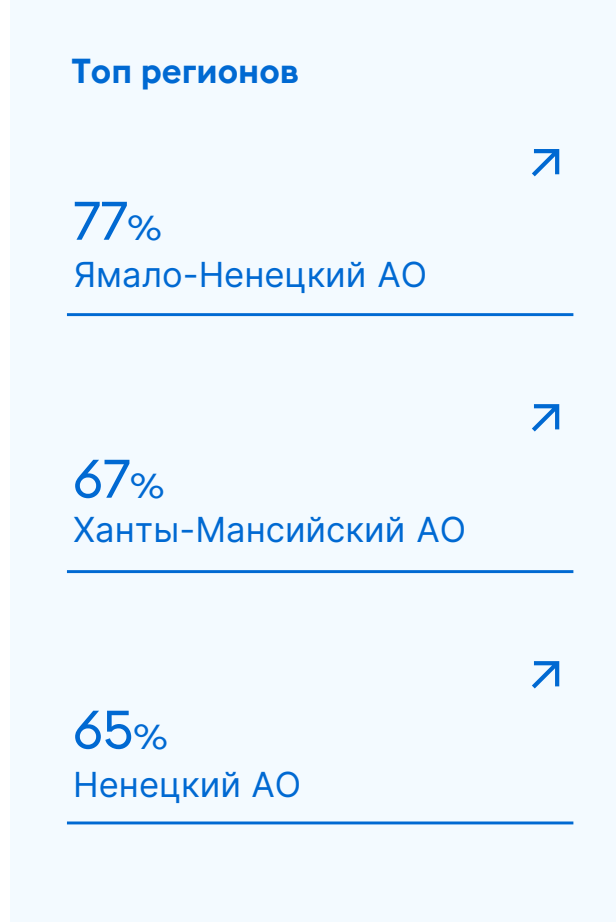 Топ регионов
77%
Ямало-Ненецкий АО
67%
Ханты-Мансийский АО
65%
Ненецкий АО